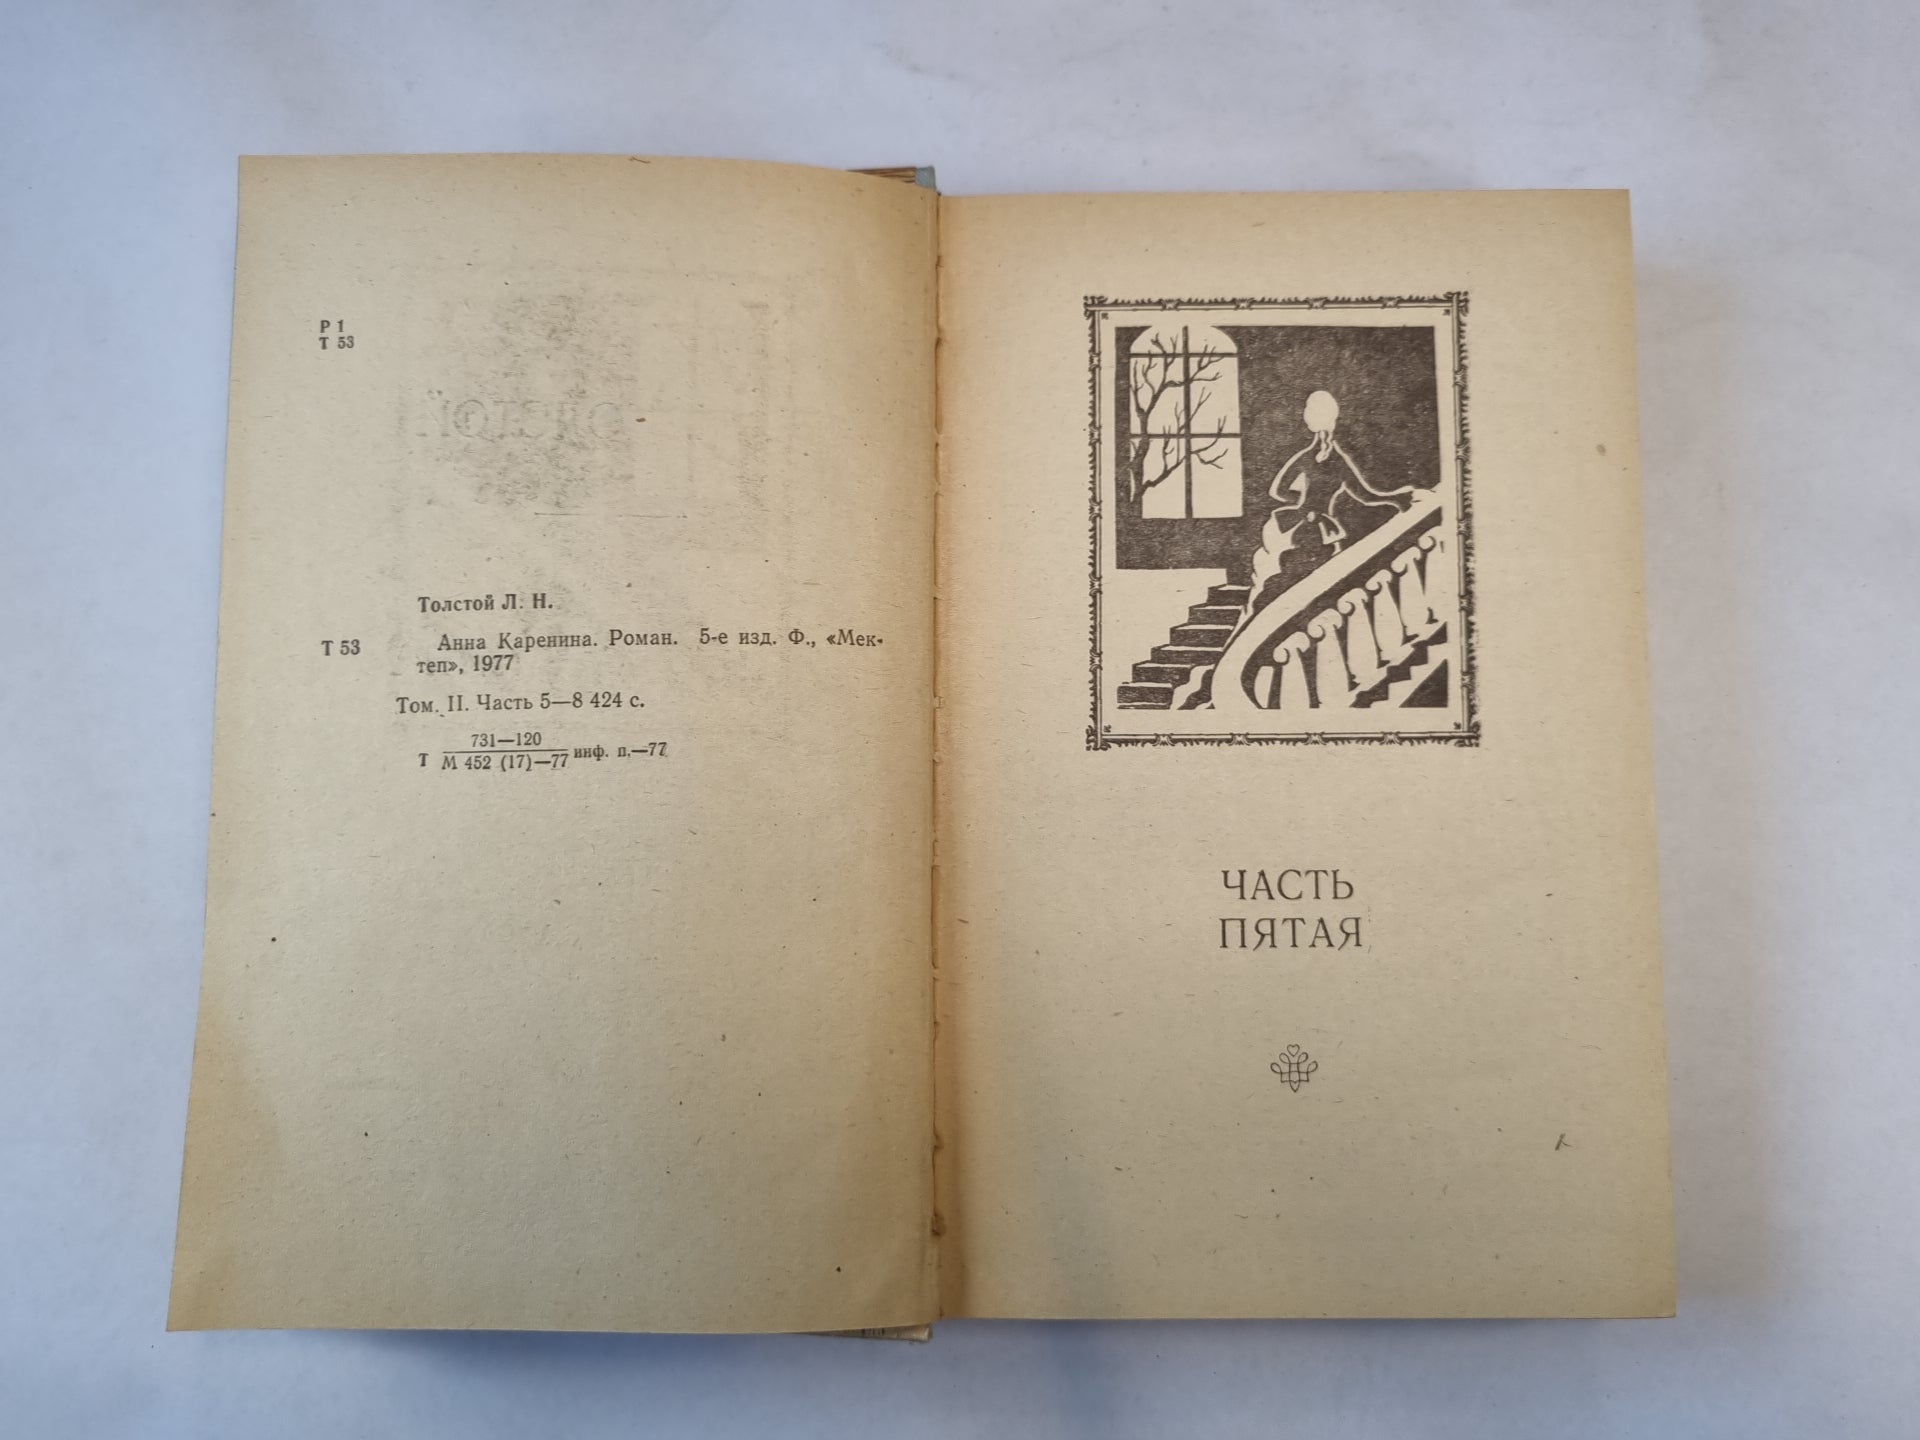 Р 1
Т 53
Толстой Л. Н.
Т 53 Анна Каренина. Роман. 5-е изд. Ф., «Мек-
теп», 1977
Том. II. Часть 5—8 424 с.
731—120
Т М 452 (17)—77 инф. п.—77
ЧАСТЬ
ПЯТАЯ